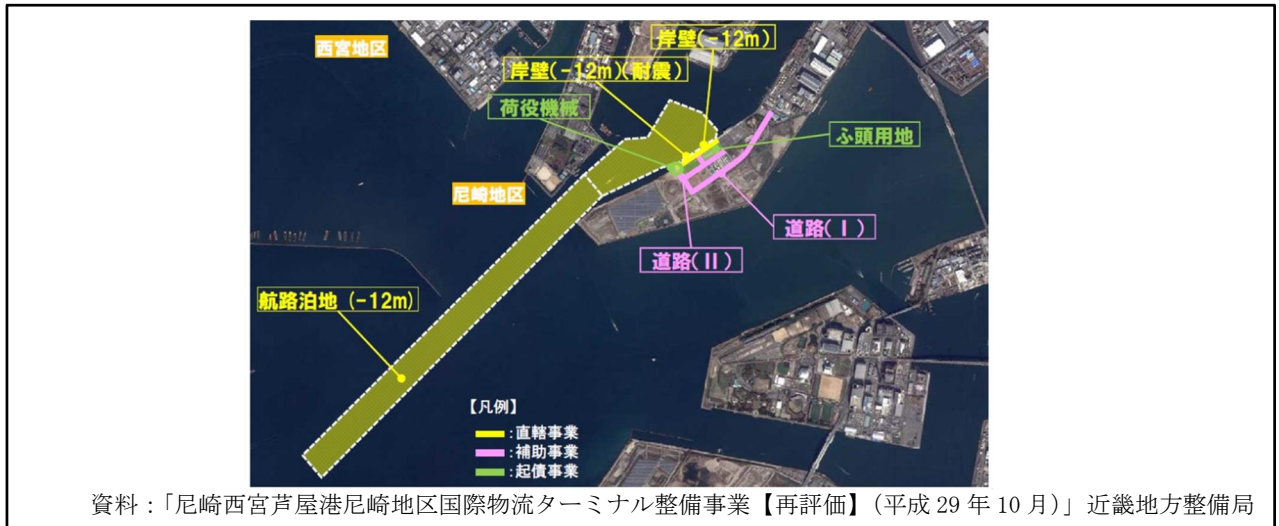 西宮地区
岸壁(-12m)
岸壁(-12m)(耐震)
荷役機械
ふ頭用地
尼崎地区
道路(Ⅰ)
道路(Ⅱ)
航路泊地 (-12m)
【凡例】
:直轄事業
:補助事業
:起債事業
資料:「尼崎西宮芦屋港尼崎地区国際物流ターミナル整備事業【再評価】(平成 29 年 10 月)」近畿地方整備局